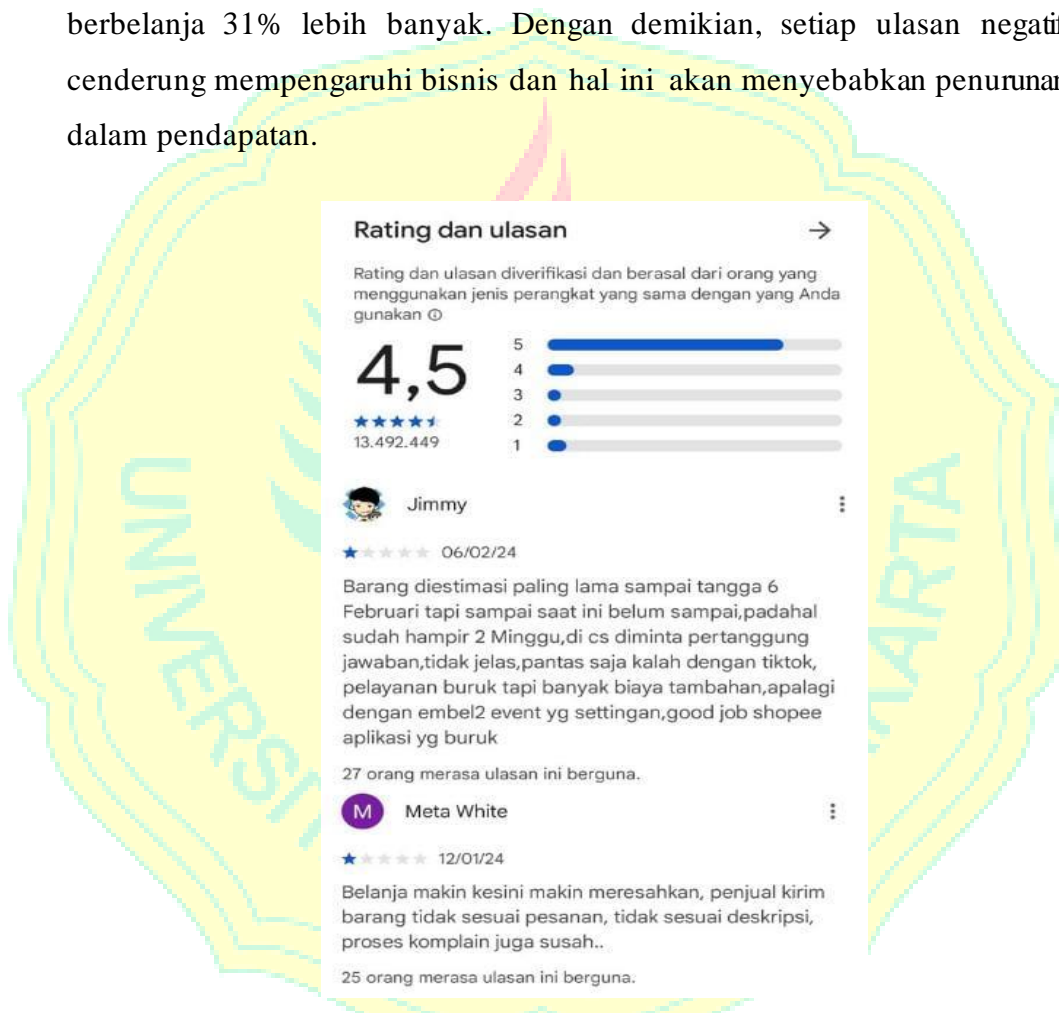 berbelanja 31% lebih banyak. Dengan demikian, setiap ulasan negatif
cenderung mempengaruhi bisnis dan hal ini akan menyebabkan penurunan
dalam pendapatan.
Rating dan ulasan
Rating dan ulasan diverifikasi dan berasal dari orang yang
menggunakan jenis perangkat yang sama dengan yang Anda
gunakan
4,5
13.492.449
5
4
3
2
1
Jimmy
06/02/24
Barang diestimasi paling lama sampai tangga 6
Februari tapi sampai saat ini belum sampai,padahal
sudah hampir 2 Minggu,di cs diminta pertanggung
jawaban,tidak jelas,pantas saja kalah dengan tiktok,
pelayanan buruk tapi banyak biaya tambahan,apalagi
dengan embel2 event yg settingan,good job shopee
aplikasi yg buruk
27 orang merasa ulasan ini berguna.
M
Meta White
12/01/24
Belanja makin kesini makin meresahkan, penjual kirim
barang tidak sesuai pesanan, tidak sesuai deskripsi,
proses komplain juga susah..
25 orang merasa ulasan ini berguna.